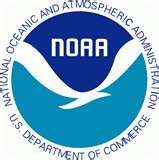 NATIONAL OCEANIC AND ATMOSPHERIC ADMINISTRATION
NOAA
U.S. DEPARTMENT OF COMMERCE